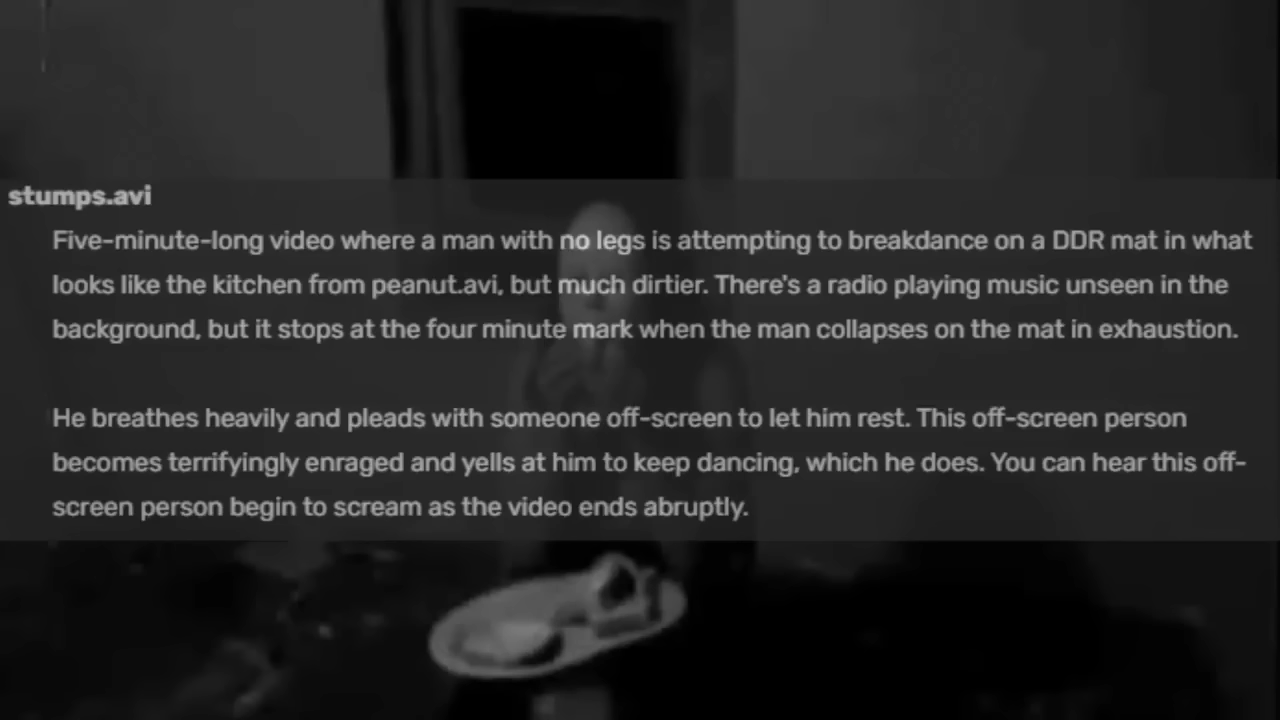 stumps.avi
Five-minute-long video where a man with no legs is attempting to breakdance on a DDR mat in what
looks like the kitchen from peanut.avi, but much dirtier. There's a radio playing music unseen in the
background, but it stops at the four minute mark when the man collapses on the mat in exhaustion.
He breathes heavily and pleads with someone off-screen to let him rest. This off-screen person
becomes terrifyingly enraged and yells at him to keep dancing, which he does. You can hear this off-
screen person begin to scream as the video ends abruptly.